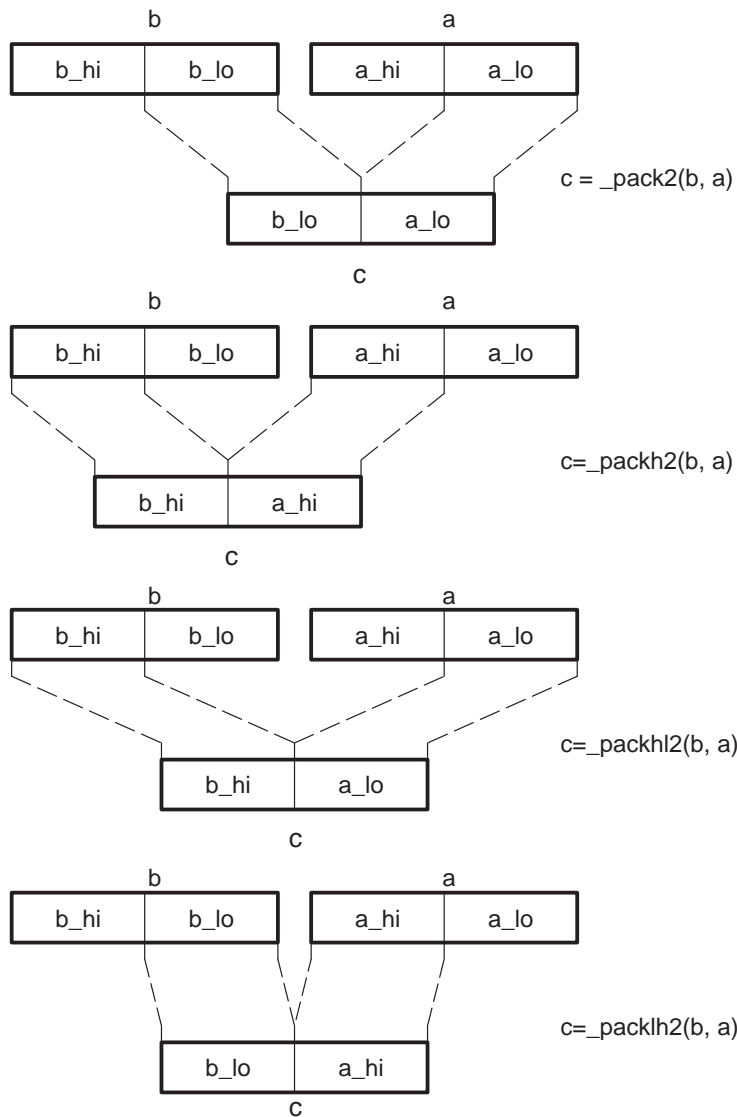 b a
b_hi b_lo a_hi a_lo
c = _pack2(b, a)
b_lo a_lo
c
b a
b_hi b_lo a_hi a_lo
c=_packh2(b, a)
b_hi a_hi
c
b a
b_hi b_lo a_hi a_lo
c=_packhl2(b, a)
b_hi a_lo
c
b a
b_hi b_lo a_hi a_lo
c=_packlh2(b, a)
b_lo a_hi
c